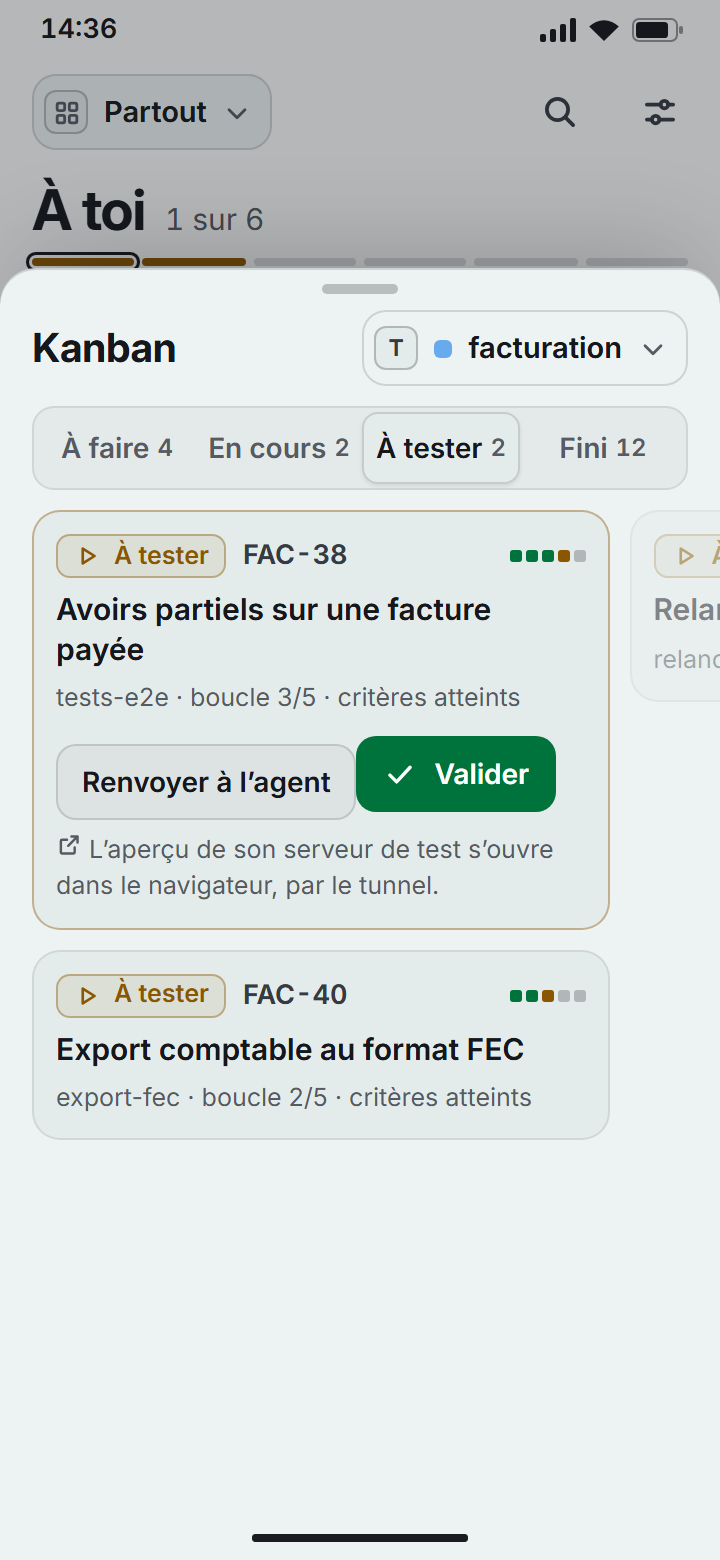 14:36
Partout
À toi 1 sur 6
Kanban
T facturation
À faire 4 En cours 2 À tester 2 Fini 12
À tester FAC-38
Avoirs partiels sur une facture
payée
tests-e2e · boucle 3/5 · critères atteints
Renvoyer à l’agent Valider
L’aperçu de son serveur de test s’ouvre
dans le navigateur, par le tunnel.
À tester FAC-40
Export comptable au format FEC
export-fec · boucle 2/5 · critères atteints